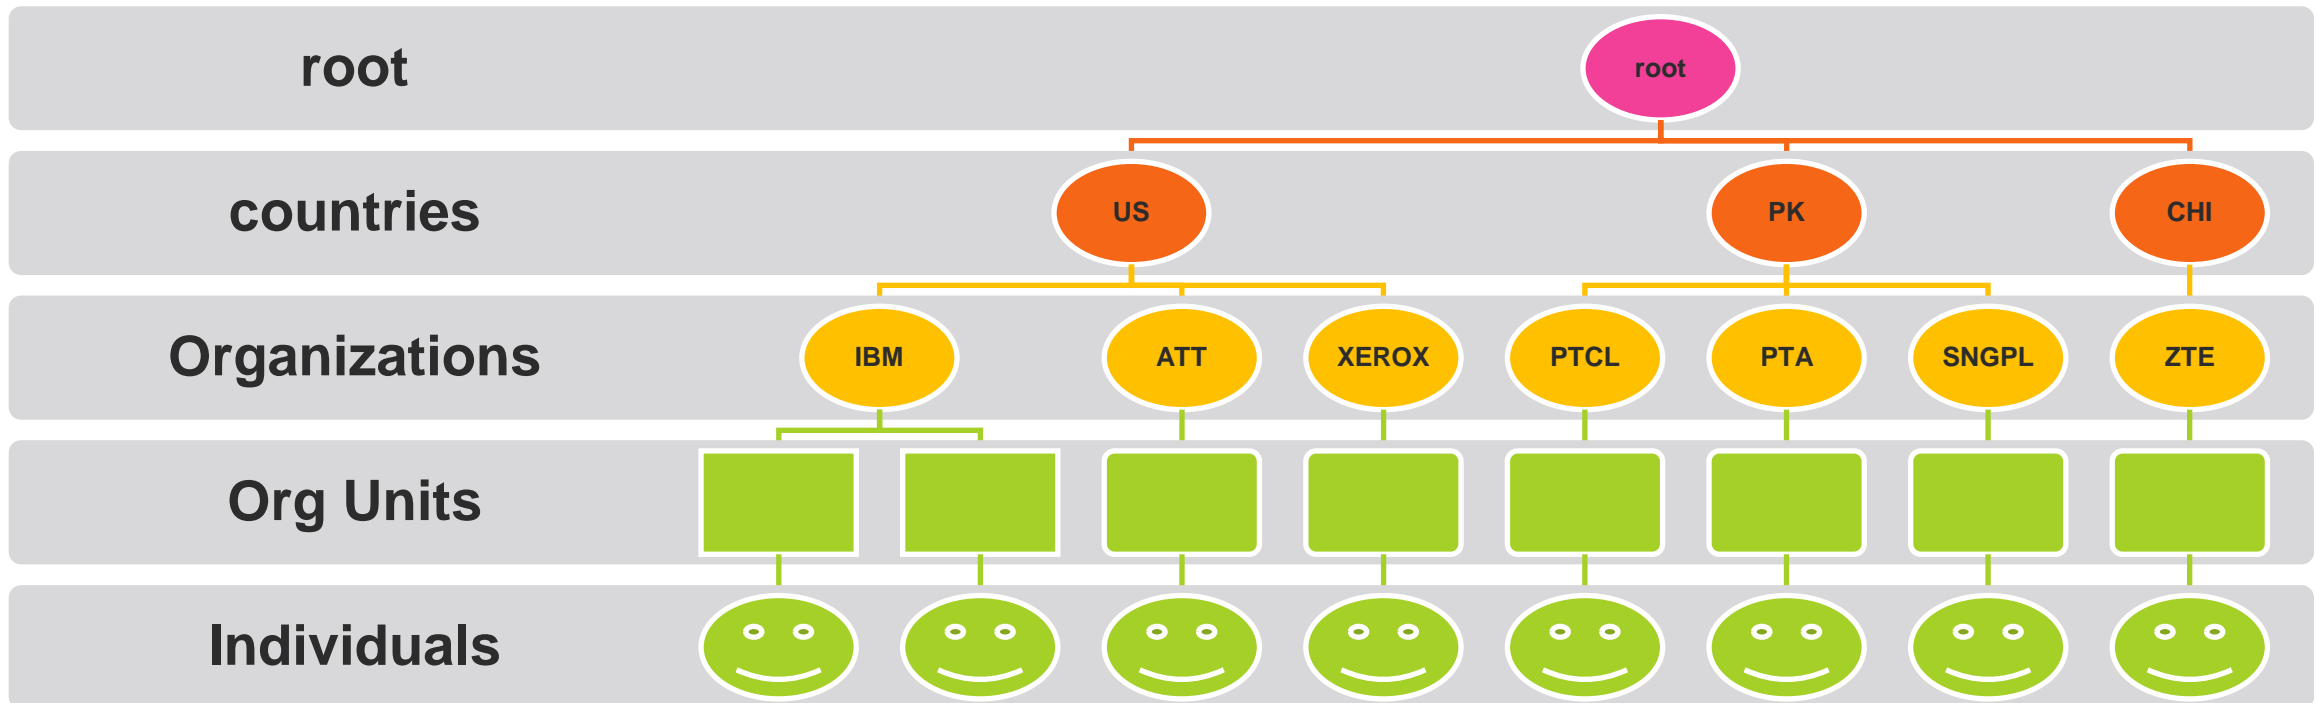 root
root
countries
US
PK
CHI
Organizations
IBM
ATT
XEROX
PTCL
PTA
SNGPL
ZTE
Org Units
Individuals